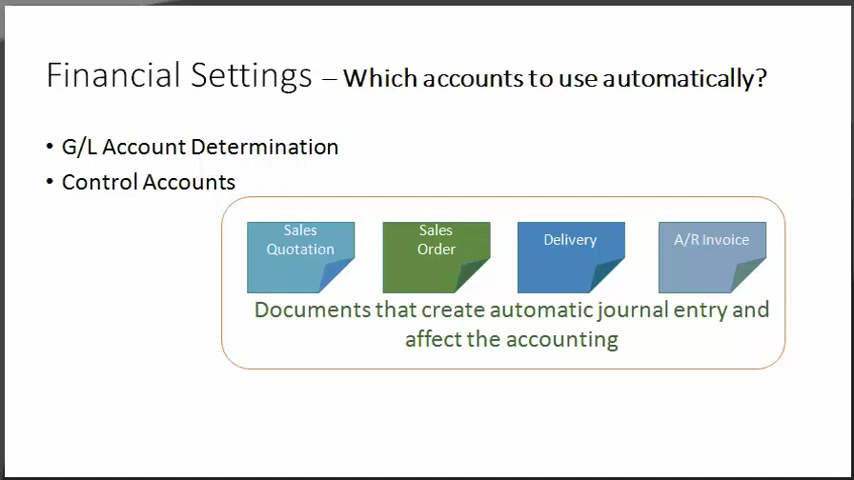 Financial Settings – Which accounts to use automatically?
• G/L Account Determination
• Control Accounts
Sales
Quotation
Sales
Order
Delivery
A/R Invoice
Documents that create automatic journal entry and
affect the accounting